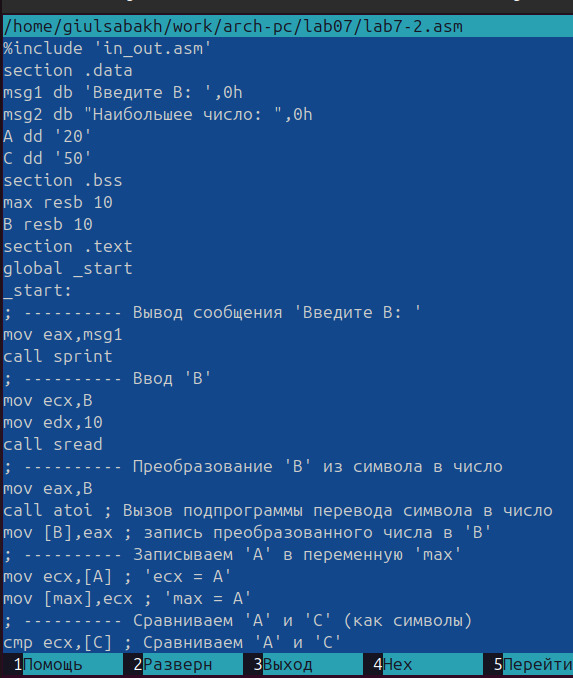 /home/giulsabakh/work/arch-pc/lab07/lab7-2.asm
%include 'in_out.asm'
section .data
msg1 db 'Введите B: ',0h
msg2 db "Наибольшее число: ",0h
A dd '20'
C dd '50'
section .bss
max resb 10
B resb 10
section .text
global _start
_start:
; ---------- Вывод сообщения 'Введите B: '
mov eax,msg1
call sprint
; ---------- Ввод 'B'
mov ecx,B
mov edx,10
call sread
; ---------- Преобразование 'B' из символа в число
mov eax,B
call atoi ; Вызов подпрограммы перевода символа в число
mov [B],eax ; запись преобразованного числа в 'B'
; ---------- Записываем 'A' в переменную 'max'
mov ecx,[A] ; 'ecx = A'
mov [max],ecx ; 'max = A'
; ---------- Сравниваем 'A' и 'C' (как символы)
cmp ecx,[C] ; Сравниваем 'A' и 'C'
1Помощь 2Разверн 3Выход 4Hex 5Перейти